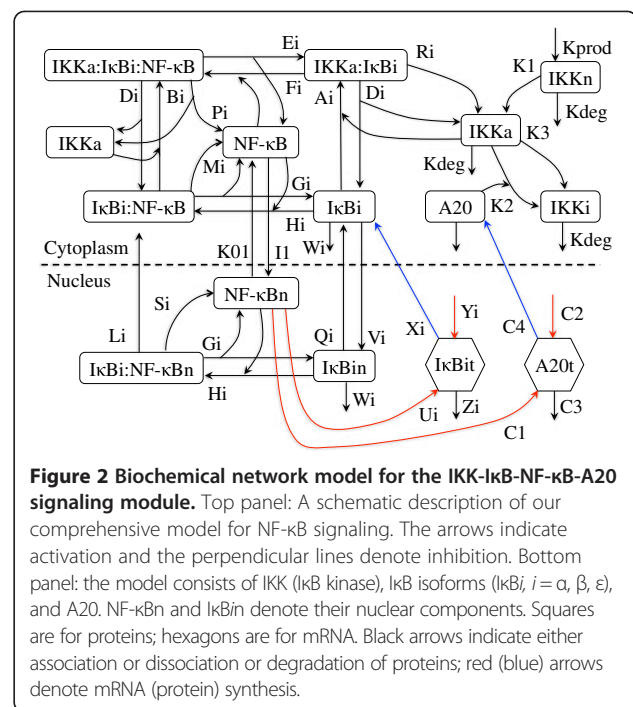 Ei
Ri
Kprod
IKKa:IκBi:NF-κB
IKKa:IκBi
K1
IKKn
Fi
Di
Bi
Ai
Di
Pi
IKKa
K3
Kdeg
IKKa
NF-κB
Mi
Kdeg
Gi
K2
IκBi:NF-κB
IκBi
A20
IKKi
Hi
Wi
Kdeg
Cytoplasm
K01
I1
Nucleus
NF-κBn
Si
Yi
C2
Xi
C4
Li
Gi
Qi
Vi
IκBi:NF-κBn
IκBin
IκBit
A20t
Hi
Wi
Ui
Zi
C3
C1
Figure 2 Biochemical network model for the IKK-IκB-NF-κB-A20
signaling module. Top panel: A schematic description of our
comprehensive model for NF-κB signaling. The arrows indicate
activation and the perpendicular lines denote inhibition. Bottom
panel: the model consists of IKK (IκB kinase), IκB isoforms (IκBi, i = α, β, ε),
and A20. NF-κBn and IκBin denote their nuclear components. Squares
are for proteins; hexagons are for mRNA. Black arrows indicate either
association or dissociation or degradation of proteins; red (blue) arrows
denote mRNA (protein) synthesis.